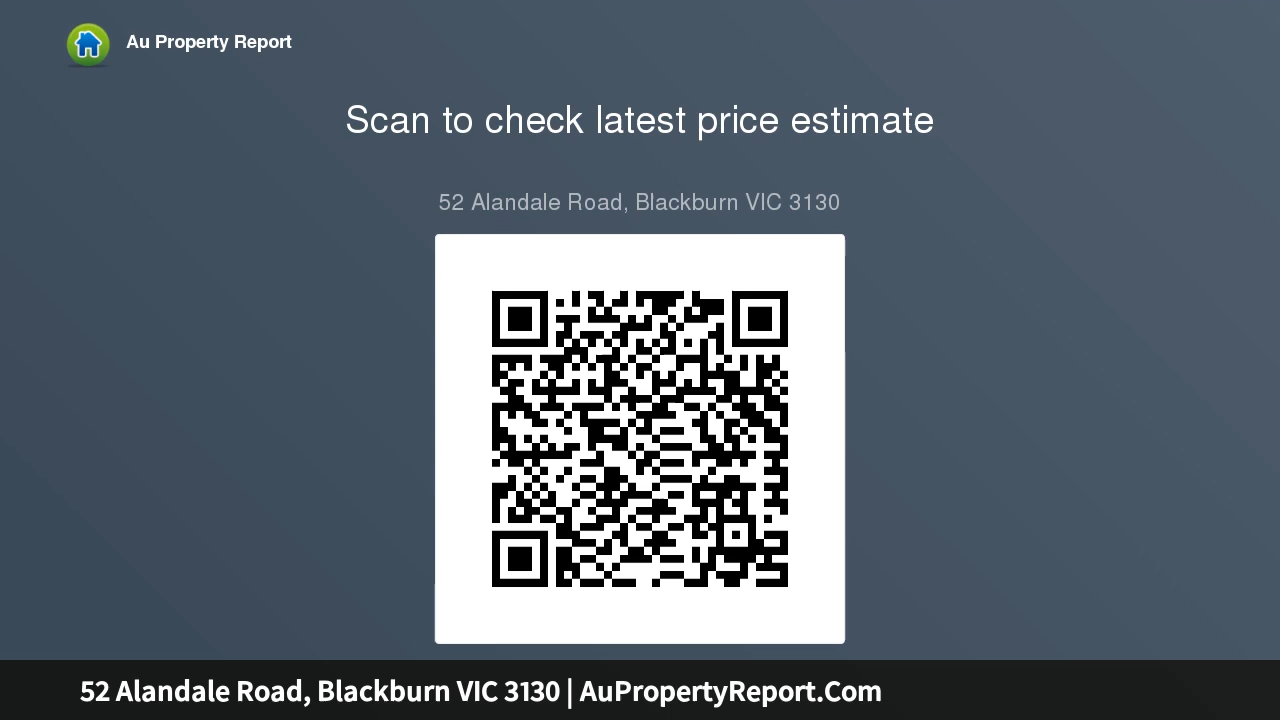 Au Property Report
Scan to check latest price estimate
52 Alandale Road, Blackburn VIC 3130
52 Alandale Road, Blackburn VIC 3130 | AuPropertyReport.Com